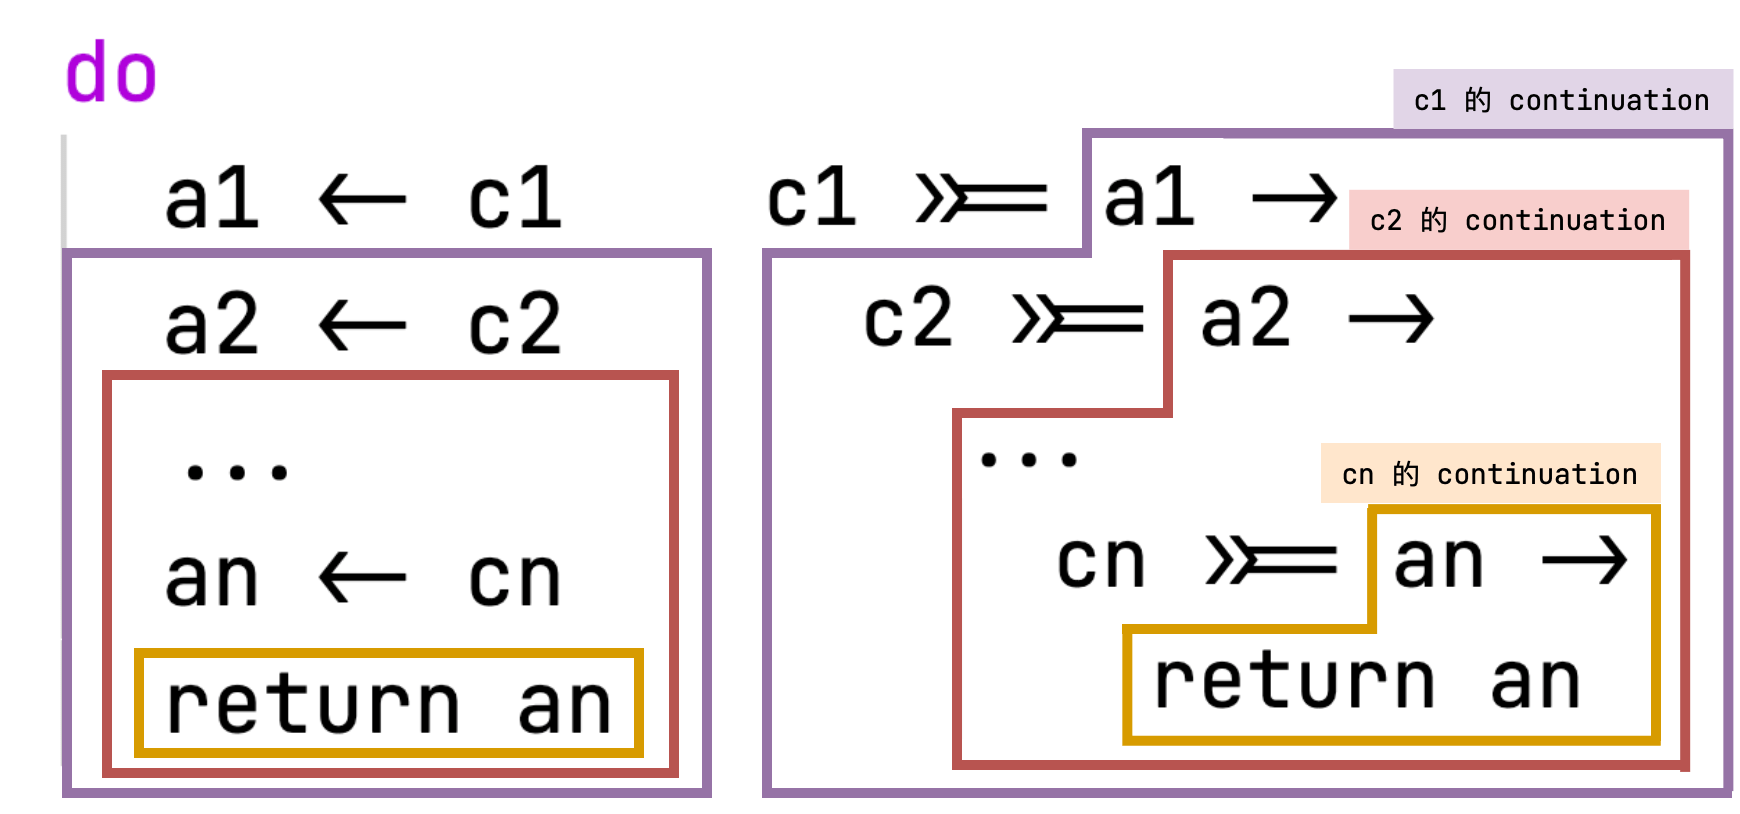 do
a1 ← c1
a2 ← c2
...
an ← cn
return an
c1 的 continuation
c1 >>= a1 →
c2 的 continuation
c2 >>= a2 →
...
cn 的 continuation
cn >>= an →
return an